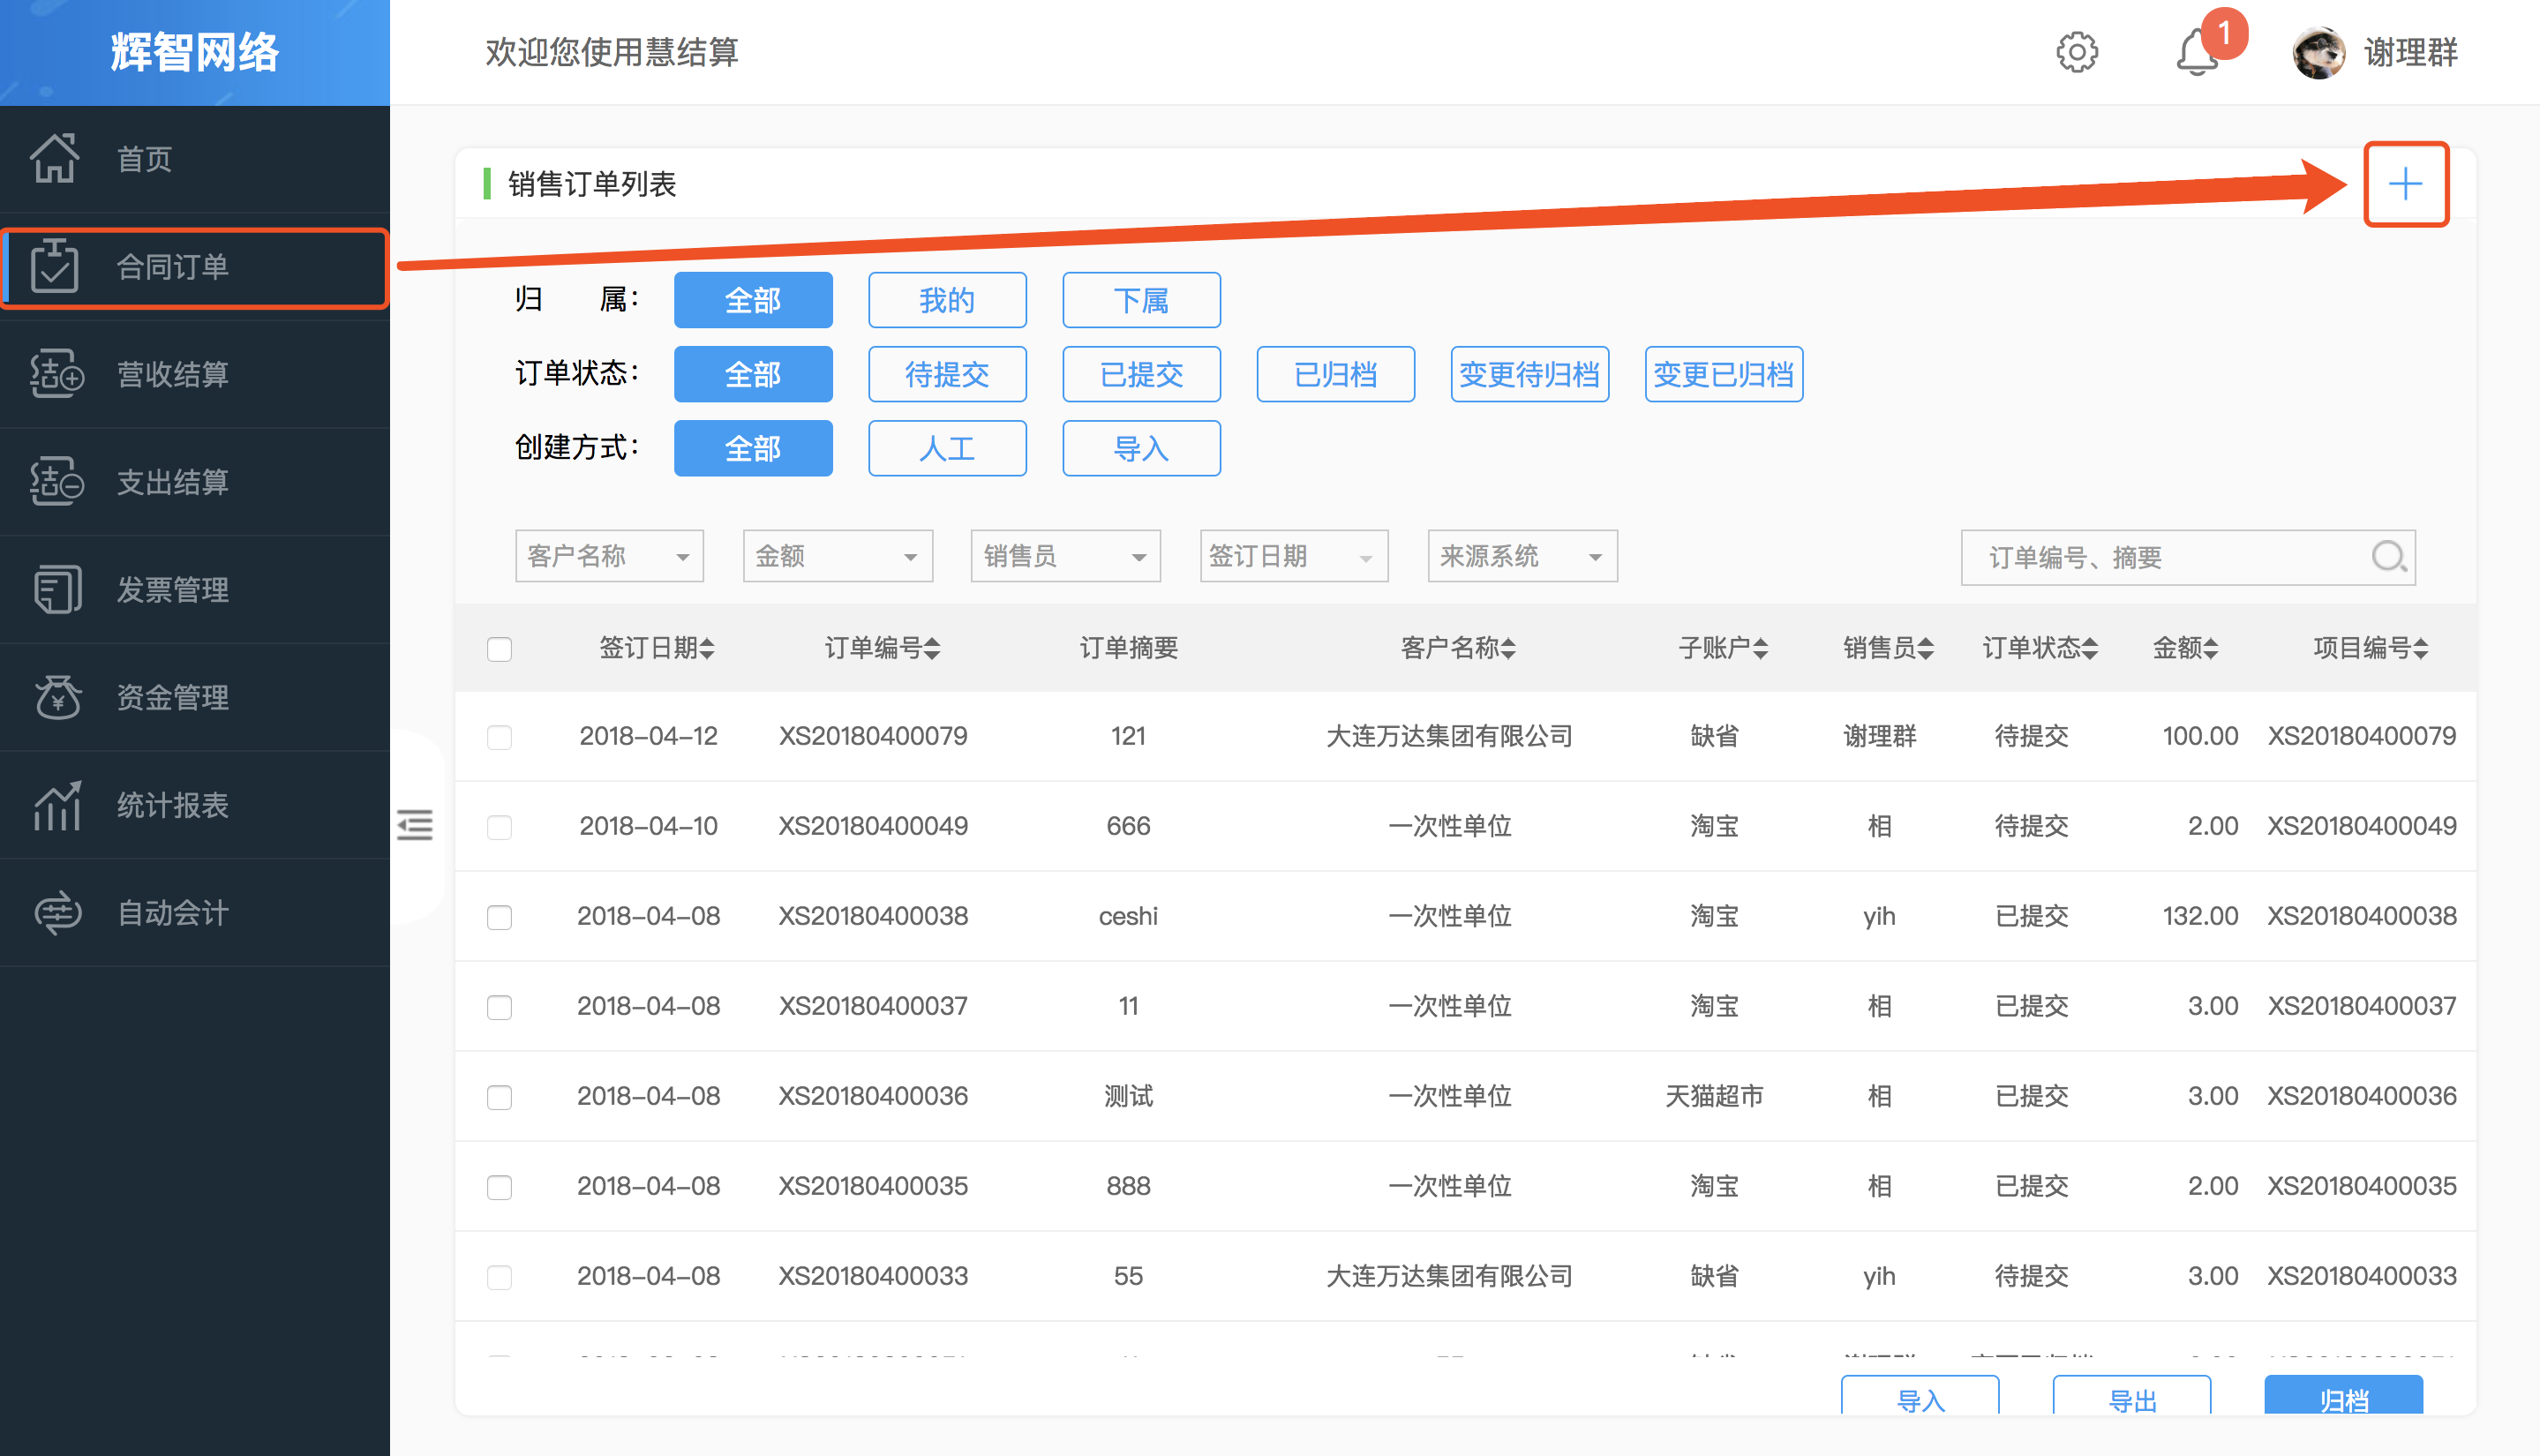 辉智网络
欢迎您使用慧结算
1
谢理群
首页
合同订单
营收结算
支出结算
发票管理
资金管理
统计报表
自动会计
销售订单列表
归 属： 全部 我的 下属
订单状态： 全部 待提交 已提交 已归档 变更待归档 变更已归档
创建方式： 全部 人工 导入
客户名称 金额 销售员 签订日期 来源系统 订单编号、摘要
签订日期 订单编号 订单摘要 客户名称 子账户 销售员 订单状态 金额 项目编号
2018-04-12 XS20180400079 121 大连万达集团有限公司 缺省 谢理群 待提交 100.00 XS20180400079
2018-04-10 XS20180400049 666 一次性单位 淘宝 相 待提交 2.00 XS20180400049
2018-04-08 XS20180400038 ceshi 一次性单位 淘宝 yih 已提交 132.00 XS20180400038
2018-04-08 XS20180400037 11 一次性单位 淘宝 相 已提交 3.00 XS20180400037
2018-04-08 XS20180400036 测试 一次性单位 天猫超市 相 已提交 3.00 XS20180400036
2018-04-08 XS20180400035 888 一次性单位 淘宝 相 已提交 2.00 XS20180400035
2018-04-08 XS20180400033 55 大连万达集团有限公司 缺省 yih 待提交 3.00 XS20180400033
导入 导出 归档